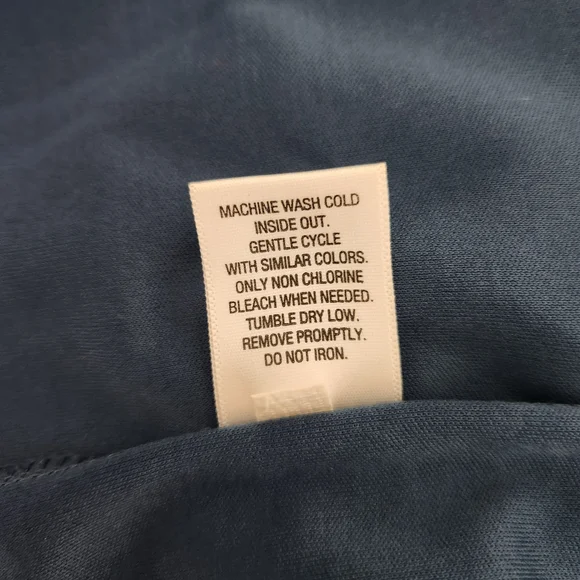 MACHINE WASH COLD
INSIDE OUT.
GENTLE CYCLE
WITH SIMILAR COLORS.
ONLY NON CHLORINE
BLEACH WHEN NEEDED.
TUMBLE DRY LOW.
REMOVE PROMPTLY.
DO NOT IRON.